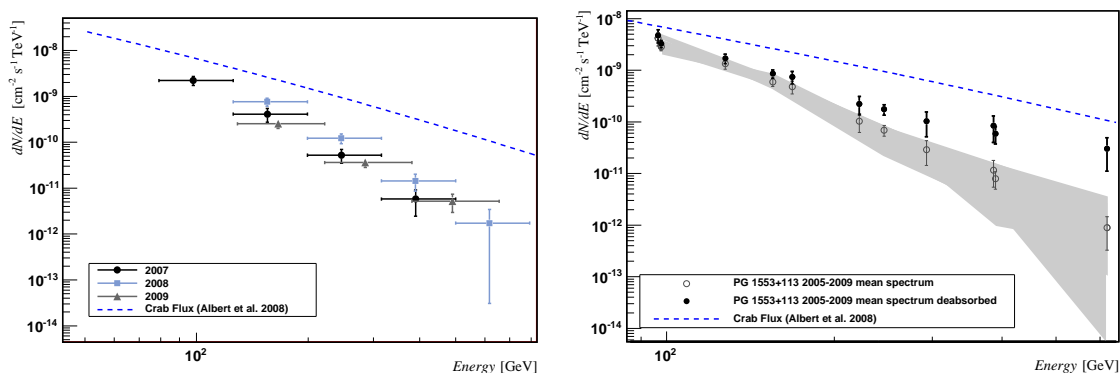 dN/dE [cm⁻² s⁻¹ TeV⁻¹]
10⁻⁸
10⁻⁹
10⁻¹⁰
10⁻¹¹
10⁻¹²
10⁻¹³
10⁻¹⁴
2007
2008
2009
Crab Flux (Albert et al. 2008)
10²
Energy [GeV]
dN/dE [cm⁻² s⁻¹ TeV⁻¹]
10⁻⁸
10⁻⁹
10⁻¹⁰
10⁻¹¹
10⁻¹²
10⁻¹³
10⁻¹⁴
PG 1553+113 2005-2009 mean spectrum
PG 1553+113 2005-2009 mean spectrum deabsorbed
Crab Flux (Albert et al. 2008)
10²
Energy [GeV]